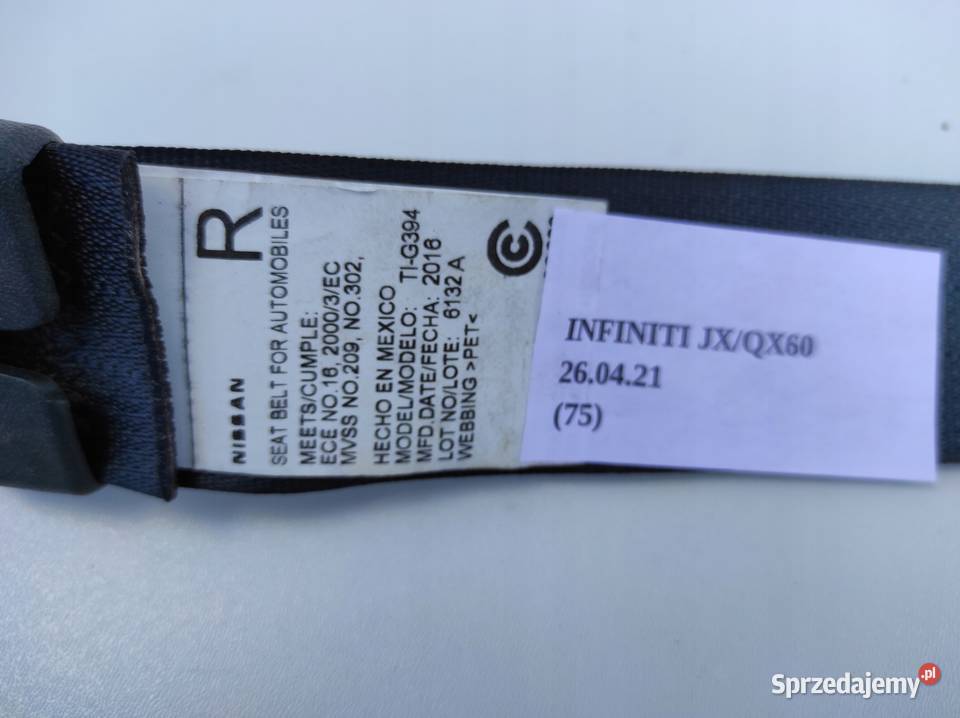 NISSAN
R
SEAT BELT FOR AUTOMOBILES
MEETS/CUMPLE:
ECE NO.16, 2000/3/EC
MVSS NO.209, NO.302,
HECHO EN MEXICO
MODEL/MODELO: TI-G394
MFD.DATE/FECHA: 2016
LOT NO/LOTE: 6132 A
WEBBING >PET<
INFINITI JX/QX60
26.04.21
(75)
Sprzedajemy.pl